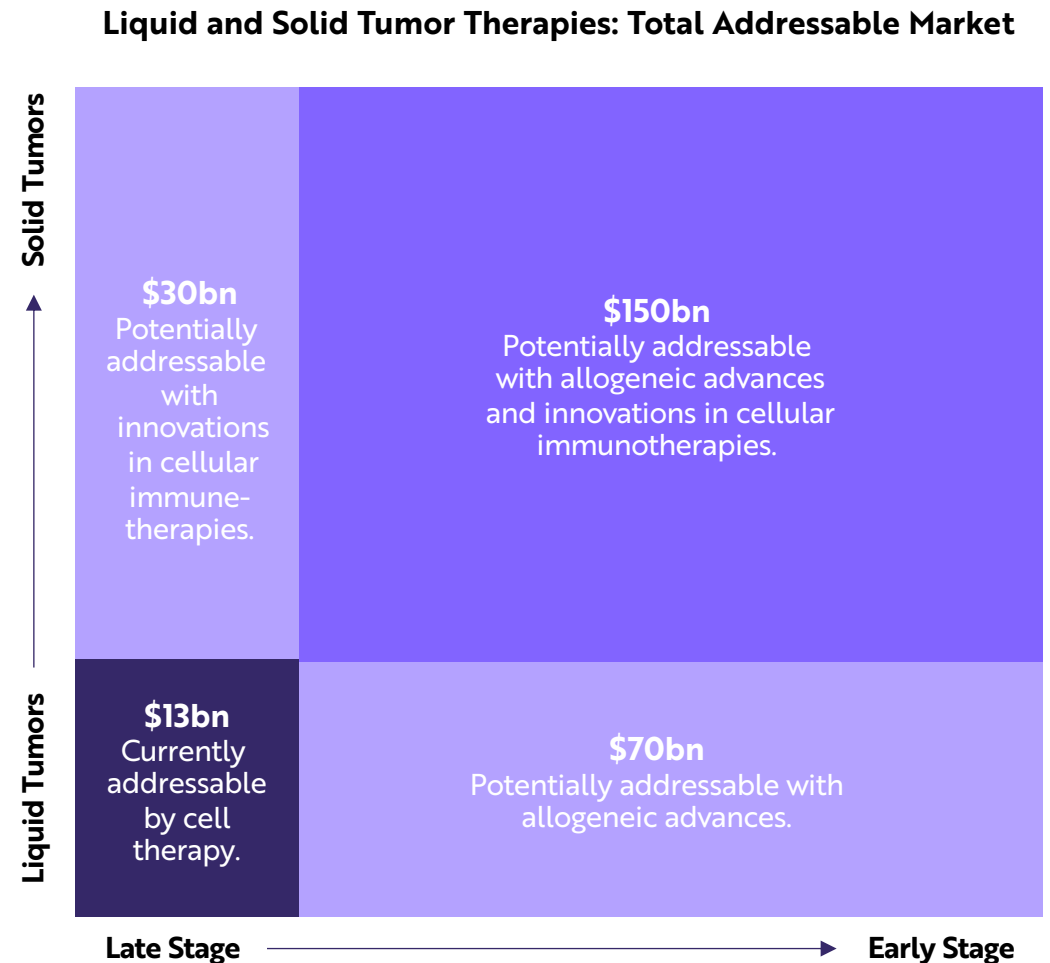 Liquid and Solid Tumor Therapies: Total Addressable Market
Solid Tumors
$30bn
Potentially
addressable
with
innovations
in cellular
immune-
therapies.
$150bn
Potentially addressable
with allogeneic advances
and innovations in cellular
immunotherapies.
Liquid Tumors
$13bn
Currently
addressable
by cell
therapy.
$70bn
Potentially addressable with
allogeneic advances.
Late Stage
Early Stage